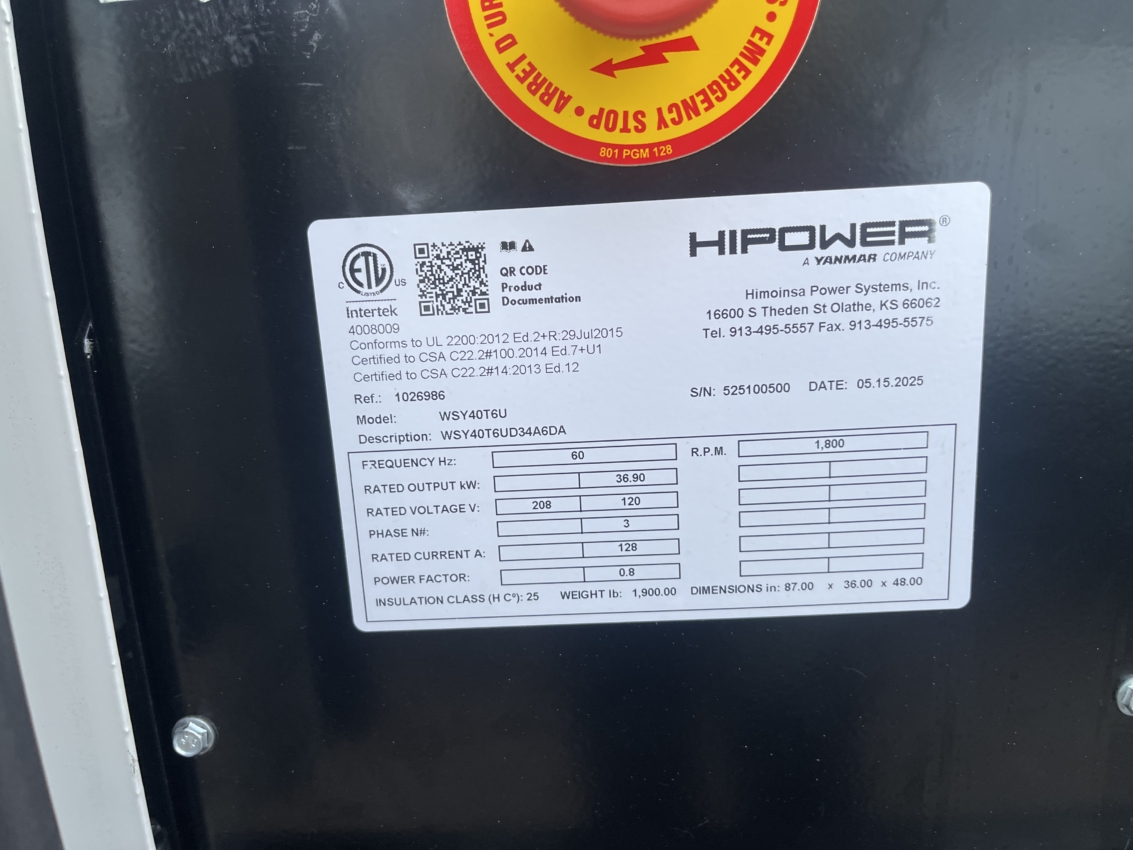 ARRET D'UR
S • EMERGENCY STOP •
801 PGM 128
ETL
LISTED
C US
Intertek
4008009
QR CODE
Product
Documentation
HIPOWER®
A YANMAR COMPANY
Himoinsa Power Systems, Inc.
16600 S Theden St Olathe, KS 66062
Tel. 913-495-5557 Fax. 913-495-5575
Conforms to UL 2200:2012 Ed.2+R:29Jul2015
Certified to CSA C22.2#100.2014 Ed.7+U1
Certified to CSA C22.2#14:2013 Ed.12
Ref.: 1026986
S/N: 525100500 DATE: 05.15.2025
Model: WSY40T6U
Description: WSY40T6UD34A6DA
FREQUENCY Hz: 60 R.P.M. 1,800
RATED OUTPUT kW: 36.90
RATED VOLTAGE V: 208 120
PHASE N#: 3
RATED CURRENT A: 128
POWER FACTOR: 0.8
INSULATION CLASS (H Cº): 25 WEIGHT lb: 1,900.00 DIMENSIONS in: 87.00 x 36.00 x 48.00